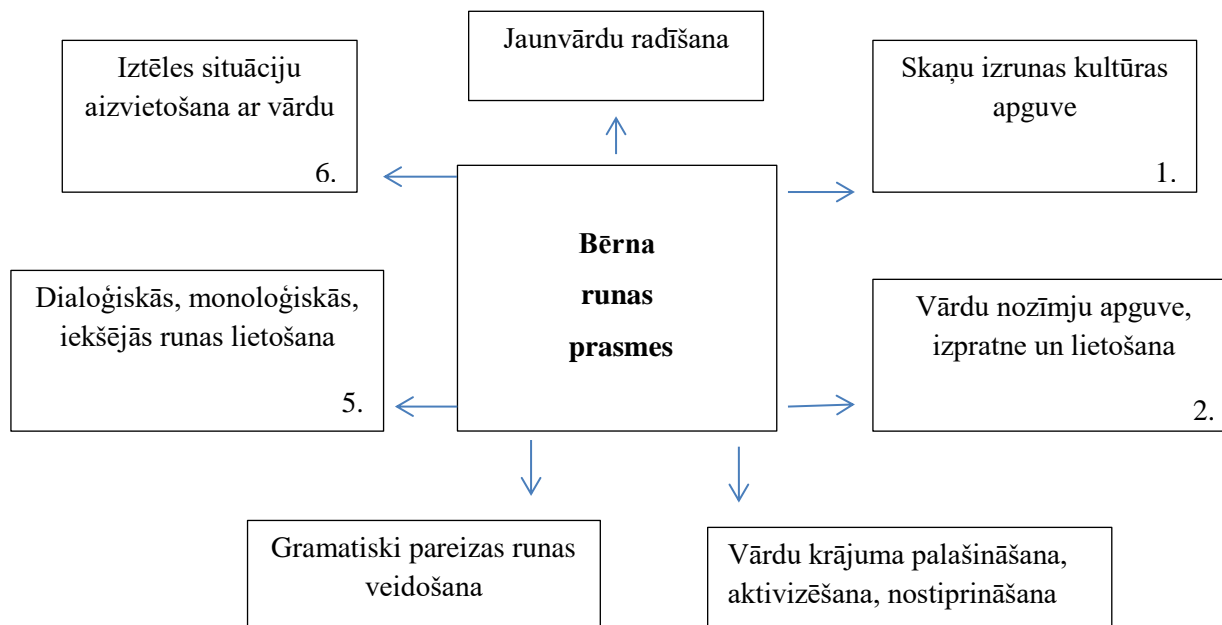 Jaunvārdu radīšana
Iztēles situāciju
aizvietošana ar vārdu
6.
Skaņu izrunas kultūras
apguve
1.
Bērna
runas
prasmes
Dialoģiskās, monoloģiskās,
iekšējās runas lietošana
5.
Vārdu nozīmju apguve,
izpratne un lietošana
2.
Gramatiski pareizas runas
veidošana
Vārdu krājuma palašināšana,
aktivizēšana, nostiprināšana